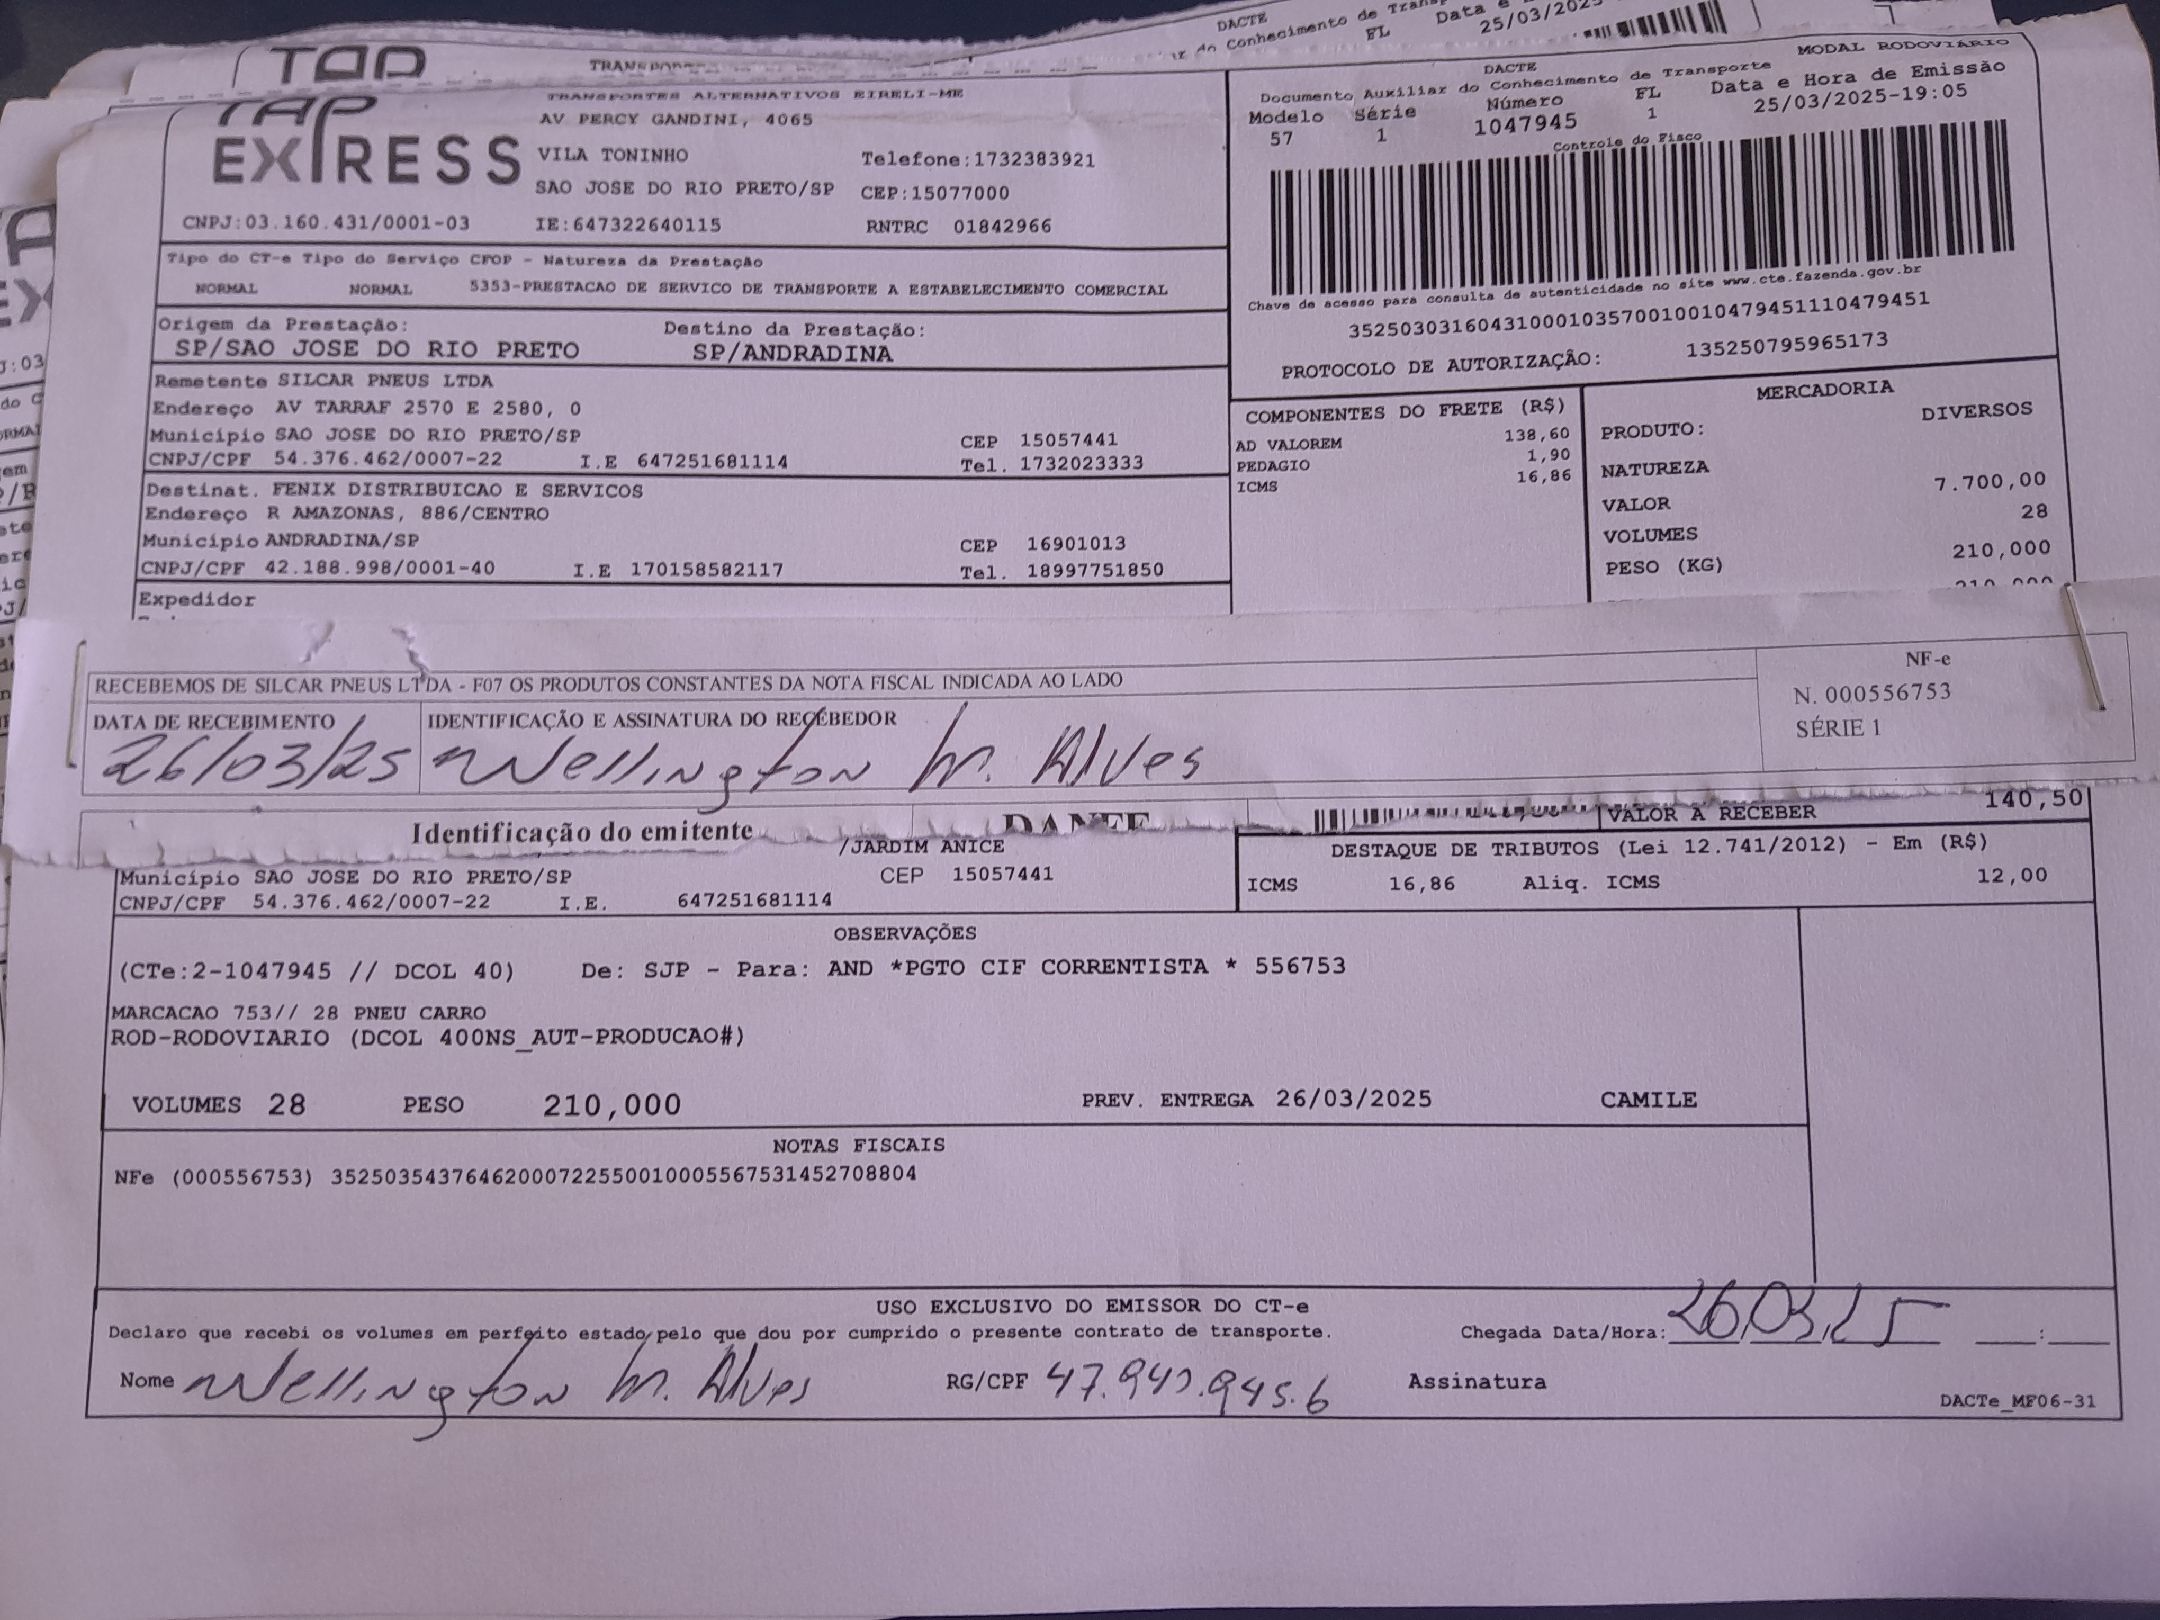 TAP
DACTE
do Conhecimento de
FL
Data e
25/03/2025
TAP
EXPRESS
TRANSPORTES ALTERNATIVOS EIRELI-ME
AV PERCY GANDINI, 4065
VILA TONINHO Telefone:1732383921
SAO JOSE DO RIO PRETO/SP CEP:15077000
CNPJ:03.160.431/0001-03 IE:647322640115 RNTRC 01842966
Tipo do CT-e Tipo do Serviço CFOP - Natureza da Prestação
NORMAL NORMAL 5353-PRESTACAO DE SERVICO DE TRANSPORTE A ESTABELECIMENTO COMERCIAL
Origem da Prestação: Destino da Prestação:
SP/SAO JOSE DO RIO PRETO SP/ANDRADINA
Remetente SILCAR PNEUS LTDA
Endereço AV TARRAF 2570 E 2580, 0
Município SAO JOSE DO RIO PRETO/SP CEP 15057441
CNPJ/CPF 54.376.462/0007-22 I.E 647251681114 Tel. 1732023333
Destinat. FENIX DISTRIBUICAO E SERVICOS
Endereço R AMAZONAS, 886/CENTRO
Município ANDRADINA/SP CEP 16901013
CNPJ/CPF 42.188.998/0001-40 I.E 170158582117 Tel. 18997751850
Expedidor
DACTE MODAL RODOVIÁRIO
Documento Auxiliar do Conhecimento de Transporte
Modelo Série Número FL Data e Hora de Emissão
57 1 1047945 1 25/03/2025-19:05
Controle do Fisco
Chave de acesso para consulta de autenticidade no site www.cte.fazenda.gov.br
35250303160431000103570010010479451110479451
PROTOCOLO DE AUTORIZAÇÃO: 135250795965173
COMPONENTES DO FRETE (R$)
AD VALOREM 138,60
PEDAGIO 1,90
ICMS 16,86
MERCADORIA
PRODUTO: DIVERSOS
NATUREZA
VALOR 7.700,00
VOLUMES 28
PESO (KG) 210,000
210,000
RECEBEMOS DE SILCAR PNEUS LTDA - F07 OS PRODUTOS CONSTANTES DA NOTA FISCAL INDICADA AO LADO
NF-e
N. 000556753
SÉRIE 1
DATA DE RECEBIMENTO IDENTIFICAÇÃO E ASSINATURA DO RECEBEDOR
26/03/25 Wellington M. Alves
Identificação do emitente DANFE
VALOR A RECEBER 140,50
/JARDIM ANICE
Município SAO JOSE DO RIO PRETO/SP CEP 15057441
CNPJ/CPF 54.376.462/0007-22 I.E. 647251681114
DESTAQUE DE TRIBUTOS (Lei 12.741/2012) - Em (R$)
ICMS 16,86 Aliq. ICMS 12,00
OBSERVAÇÕES
(CTe:2-1047945 // DCOL 40) De: SJP - Para: AND *PGTO CIF CORRENTISTA * 556753
MARCACAO 753// 28 PNEU CARRO
ROD-RODOVIARIO (DCOL 400NS_AUT-PRODUCAO#)
VOLUMES 28 PESO 210,000 PREV. ENTREGA 26/03/2025 CAMILE
NOTAS FISCAIS
NFe (000556753) 35250354376462000722550010005567531452708804
USO EXCLUSIVO DO EMISSOR DO CT-e
Declaro que recebi os volumes em perfeito estado pelo que dou por cumprido o presente contrato de transporte. Chegada Data/Hora: 26/03/25 :
Nome Wellington M. Alves RG/CPF 47.943.945.6 Assinatura
DACTe_MF06-31